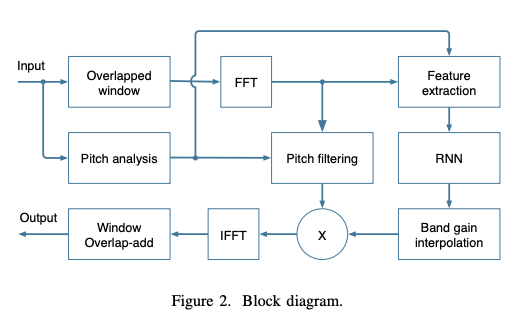 Input
Overlapped
window
FFT
Feature
extraction
Pitch analysis
Pitch filtering
RNN
Output
Window
Overlap-add
IFFT
X
Band gain
interpolation
Figure 2. Block diagram.